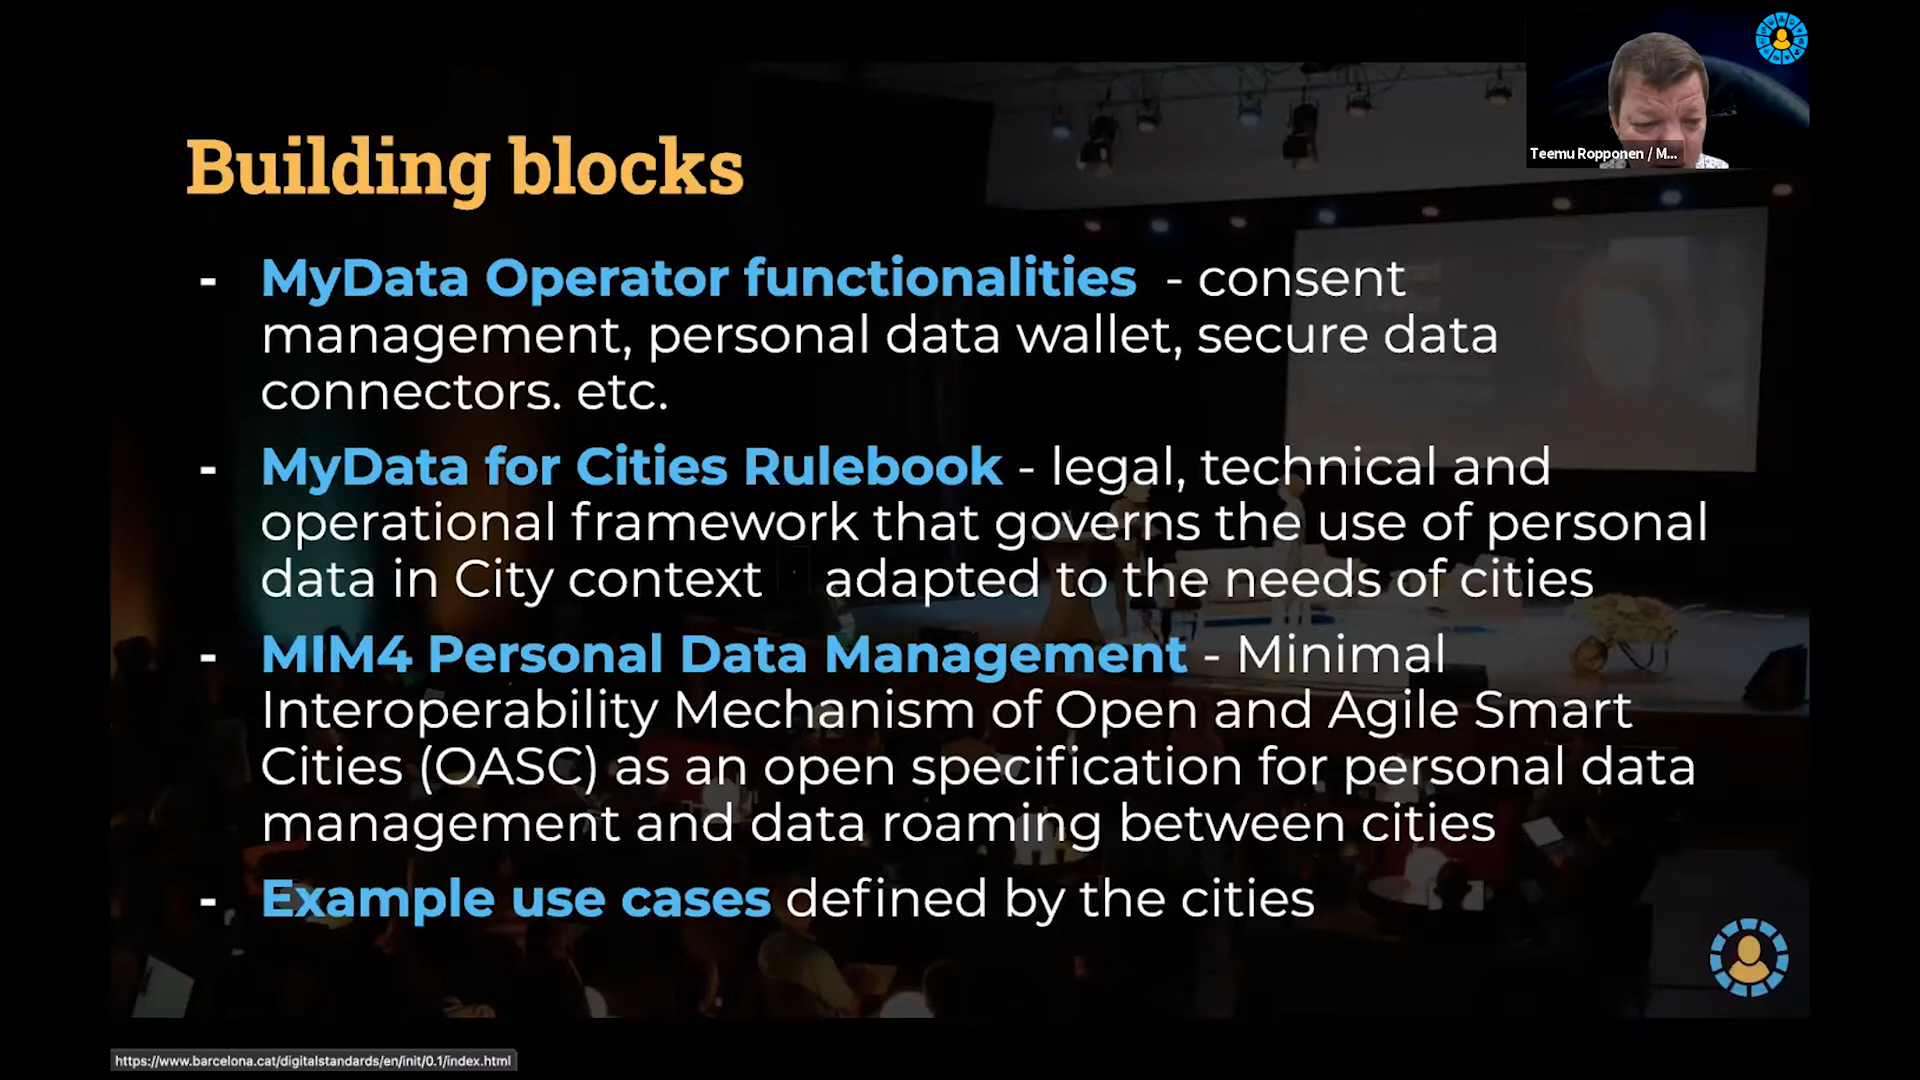 Teemu Ropponen / M...
Building blocks
- MyData Operator functionalities - consent
management, personal data wallet, secure data
connectors. etc.
- MyData for Cities Rulebook - legal, technical and
operational framework that governs the use of personal
data in City context adapted to the needs of cities
- MIM4 Personal Data Management - Minimal
Interoperability Mechanism of Open and Agile Smart
Cities (OASC) as an open specification for personal data
management and data roaming between cities
- Example use cases defined by the cities
https://www.barcelona.cat/digitalstandards/en/init/0.1/index.html